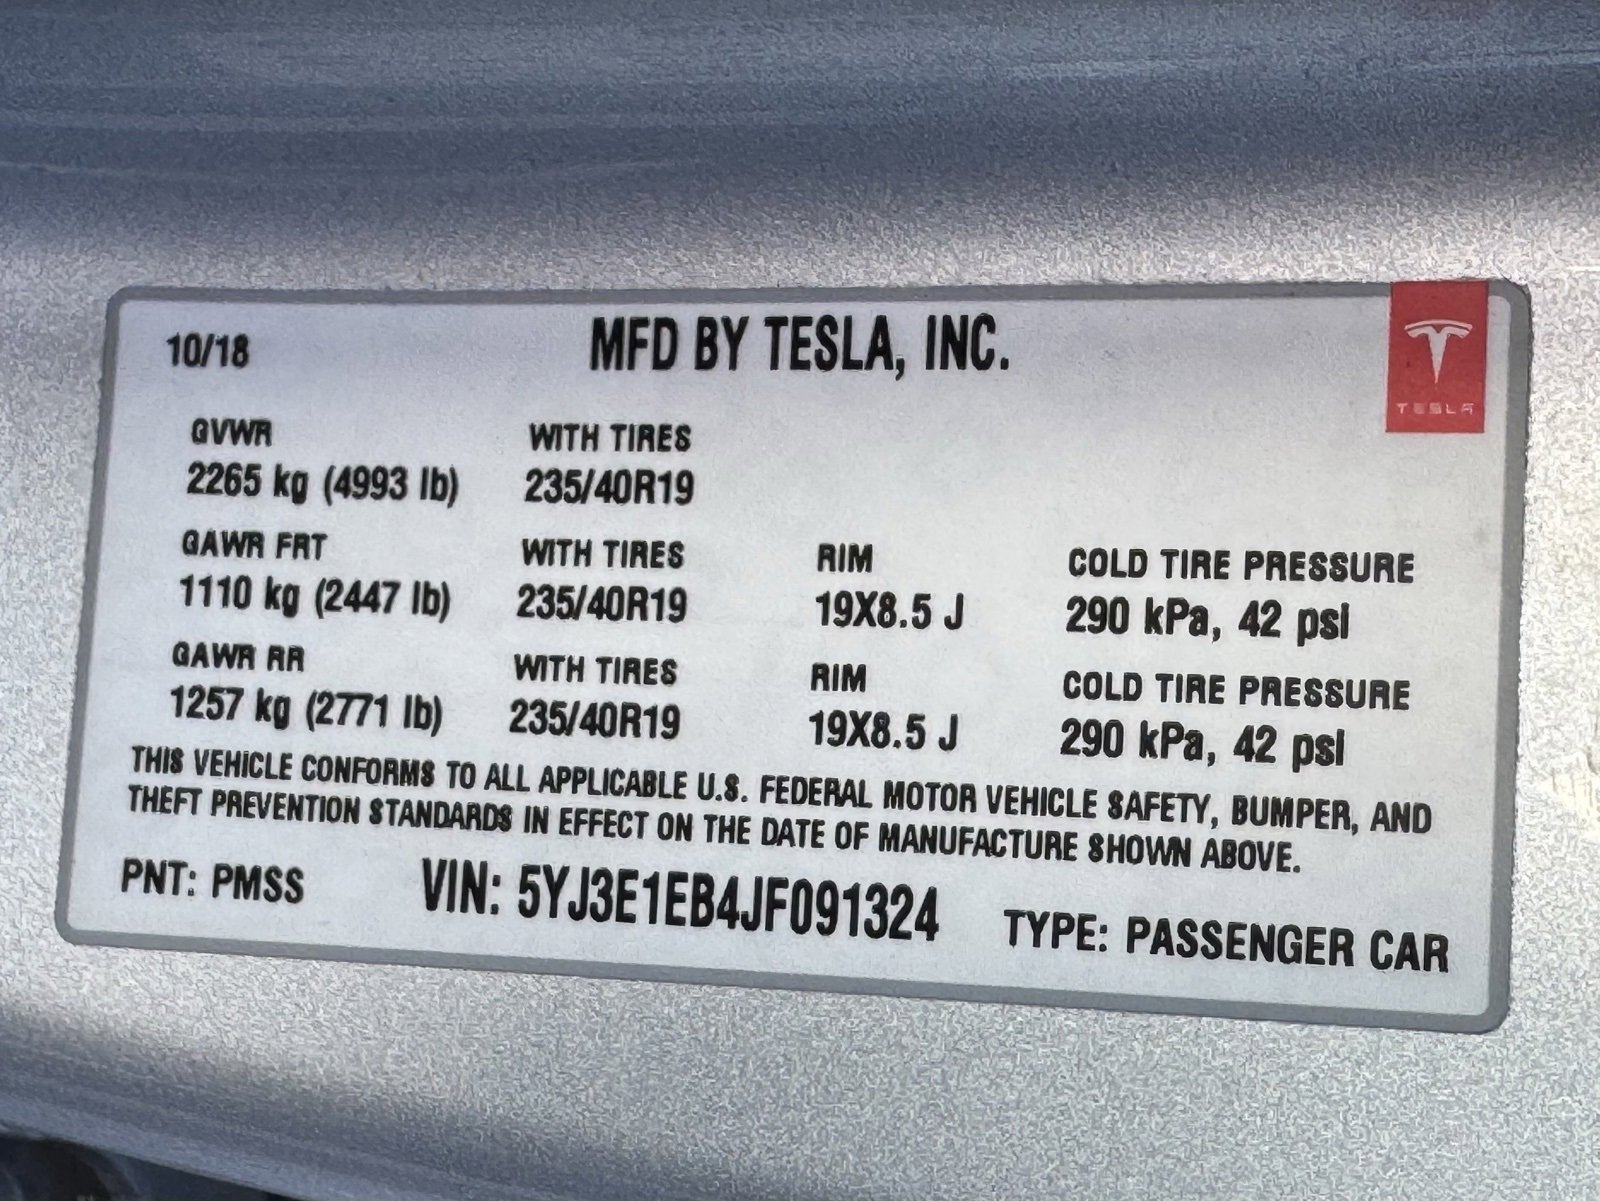 10/18 MFD BY TESLA, INC.
TESLA
GVWR WITH TIRES
2265 kg (4993 lb) 235/40R19
GAWR FRT WITH TIRES RIM COLD TIRE PRESSURE
1110 kg (2447 lb) 235/40R19 19X8.5 J 290 kPa, 42 psi
GAWR RR WITH TIRES RIM COLD TIRE PRESSURE
1257 kg (2771 lb) 235/40R19 19X8.5 J 290 kPa, 42 psi
THIS VEHICLE CONFORMS TO ALL APPLICABLE U.S. FEDERAL MOTOR VEHICLE SAFETY, BUMPER, AND
THEFT PREVENTION STANDARDS IN EFFECT ON THE DATE OF MANUFACTURE SHOWN ABOVE.
PNT: PMSS VIN: 5YJ3E1EB4JF091324 TYPE: PASSENGER CAR